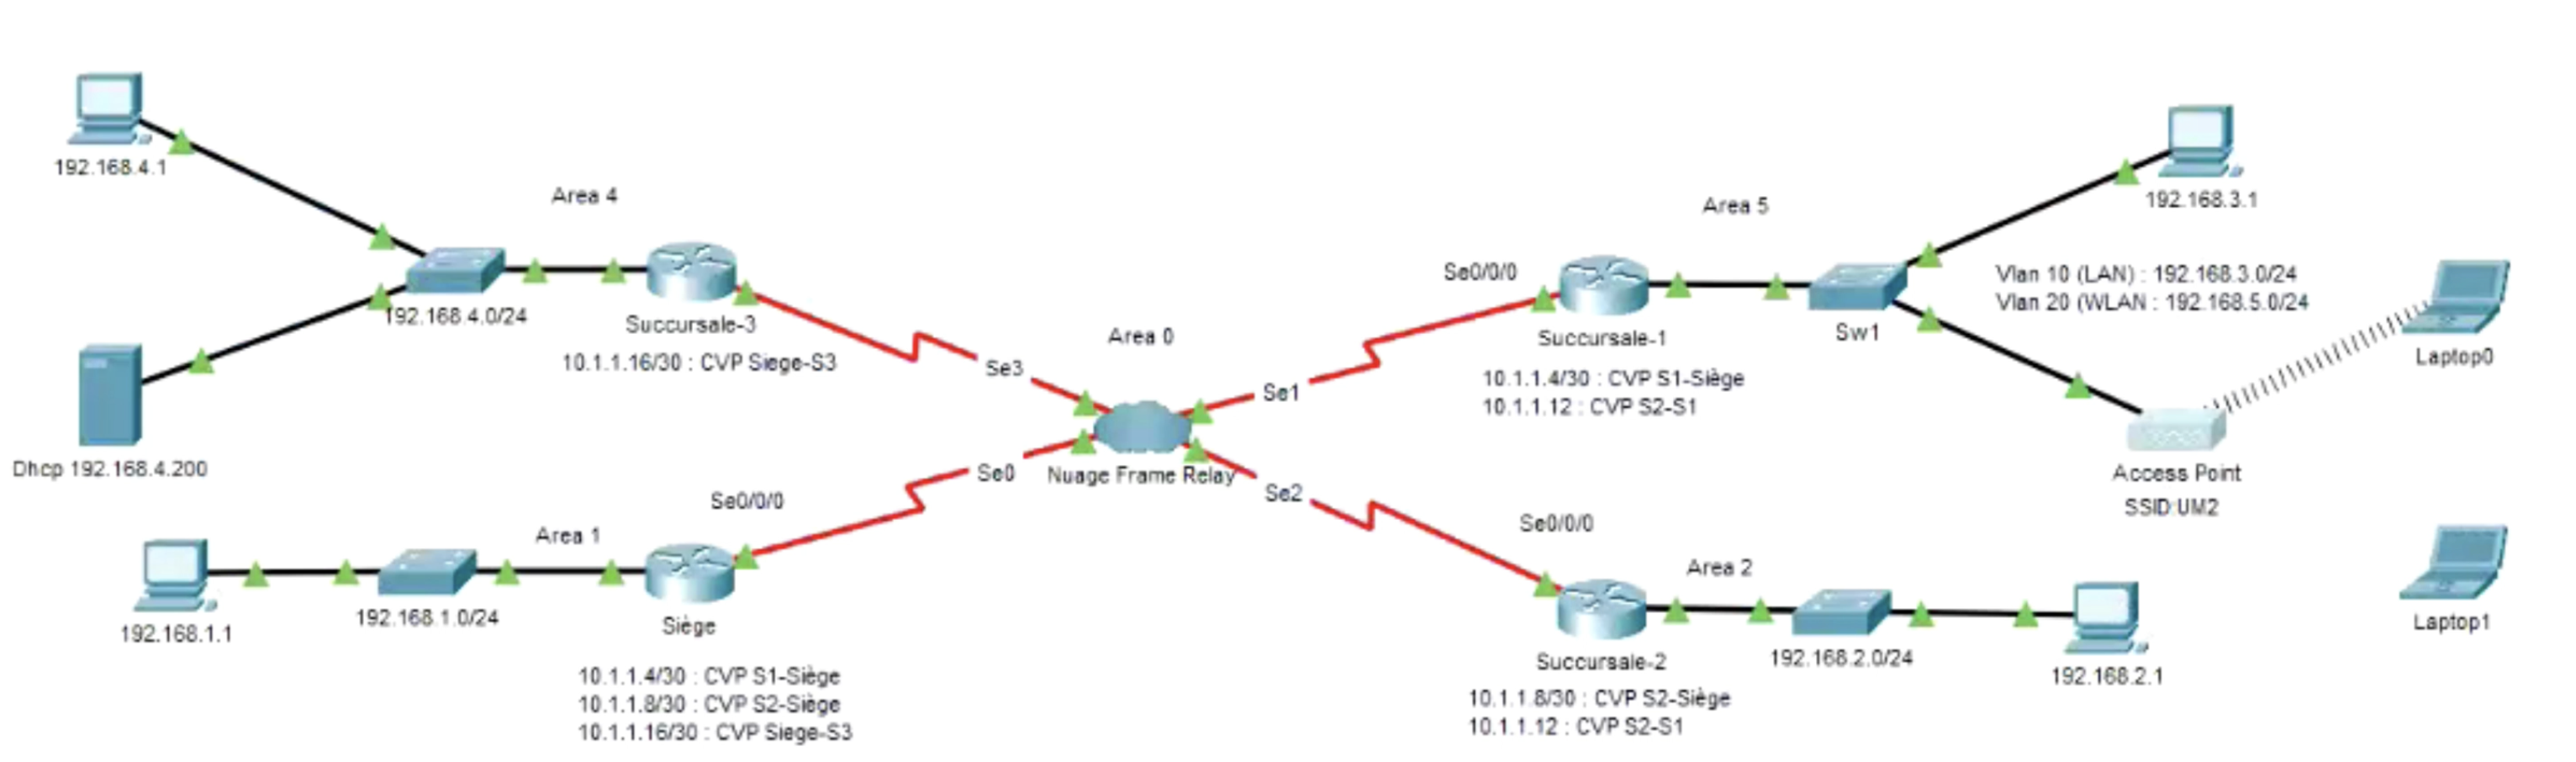 192.168.4.1
Area 4
192.168.4.0/24
Succursale-3
10.1.1.16/30 : CVP Siege-S3
Dhcp 192.168.4.200
Se3
Area 0
Nuage Frame Relay
Se0
Se1
Se2
Area 5
Se0/0/0
Succursale-1
10.1.1.4/30 : CVP S1-Siège
10.1.1.12 : CVP S2-S1
Sw1
192.168.3.1
Vlan 10 (LAN) : 192.168.3.0/24
Vlan 20 (WLAN : 192.168.5.0/24
Laptop0
Access Point
SSID:UM2
Laptop1
Area 1
Se0/0/0
192.168.1.1
192.168.1.0/24
Siège
10.1.1.4/30 : CVP S1-Siège
10.1.1.8/30 : CVP S2-Siège
10.1.1.16/30 : CVP Siege-S3
Se0/0/0
Area 2
Succursale-2
10.1.1.8/30 : CVP S2-Siège
10.1.1.12 : CVP S2-S1
192.168.2.0/24
192.168.2.1